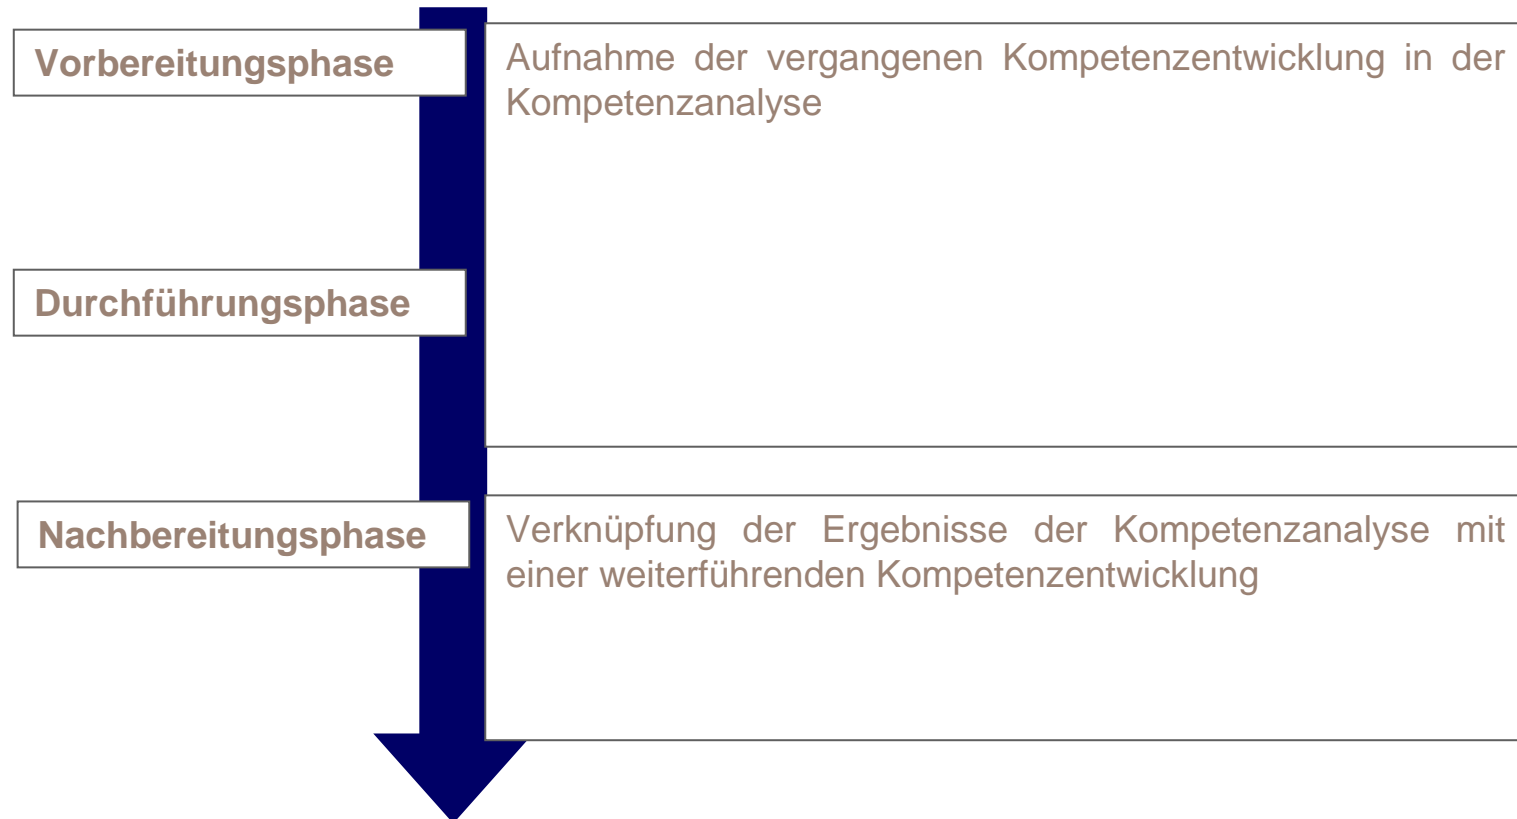 Vorbereitungsphase
Aufnahme der vergangenen Kompetenzentwicklung in der
Kompetenzanalyse
Durchführungsphase
Nachbereitungsphase
Verknüpfung der Ergebnisse der Kompetenzanalyse mit
einer weiterführenden Kompetenzentwicklung